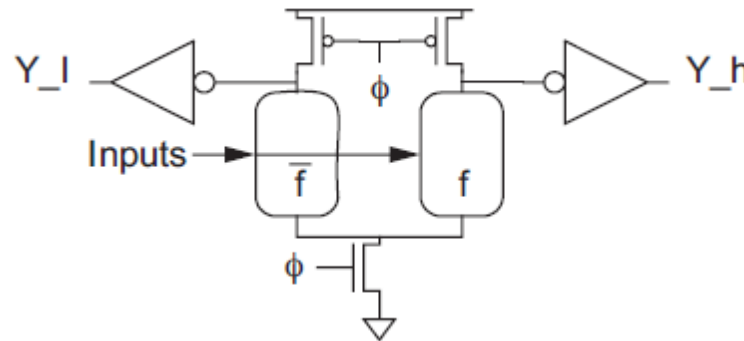 Y_l Y_h
ϕ
Inputs
f̅ f
ϕ